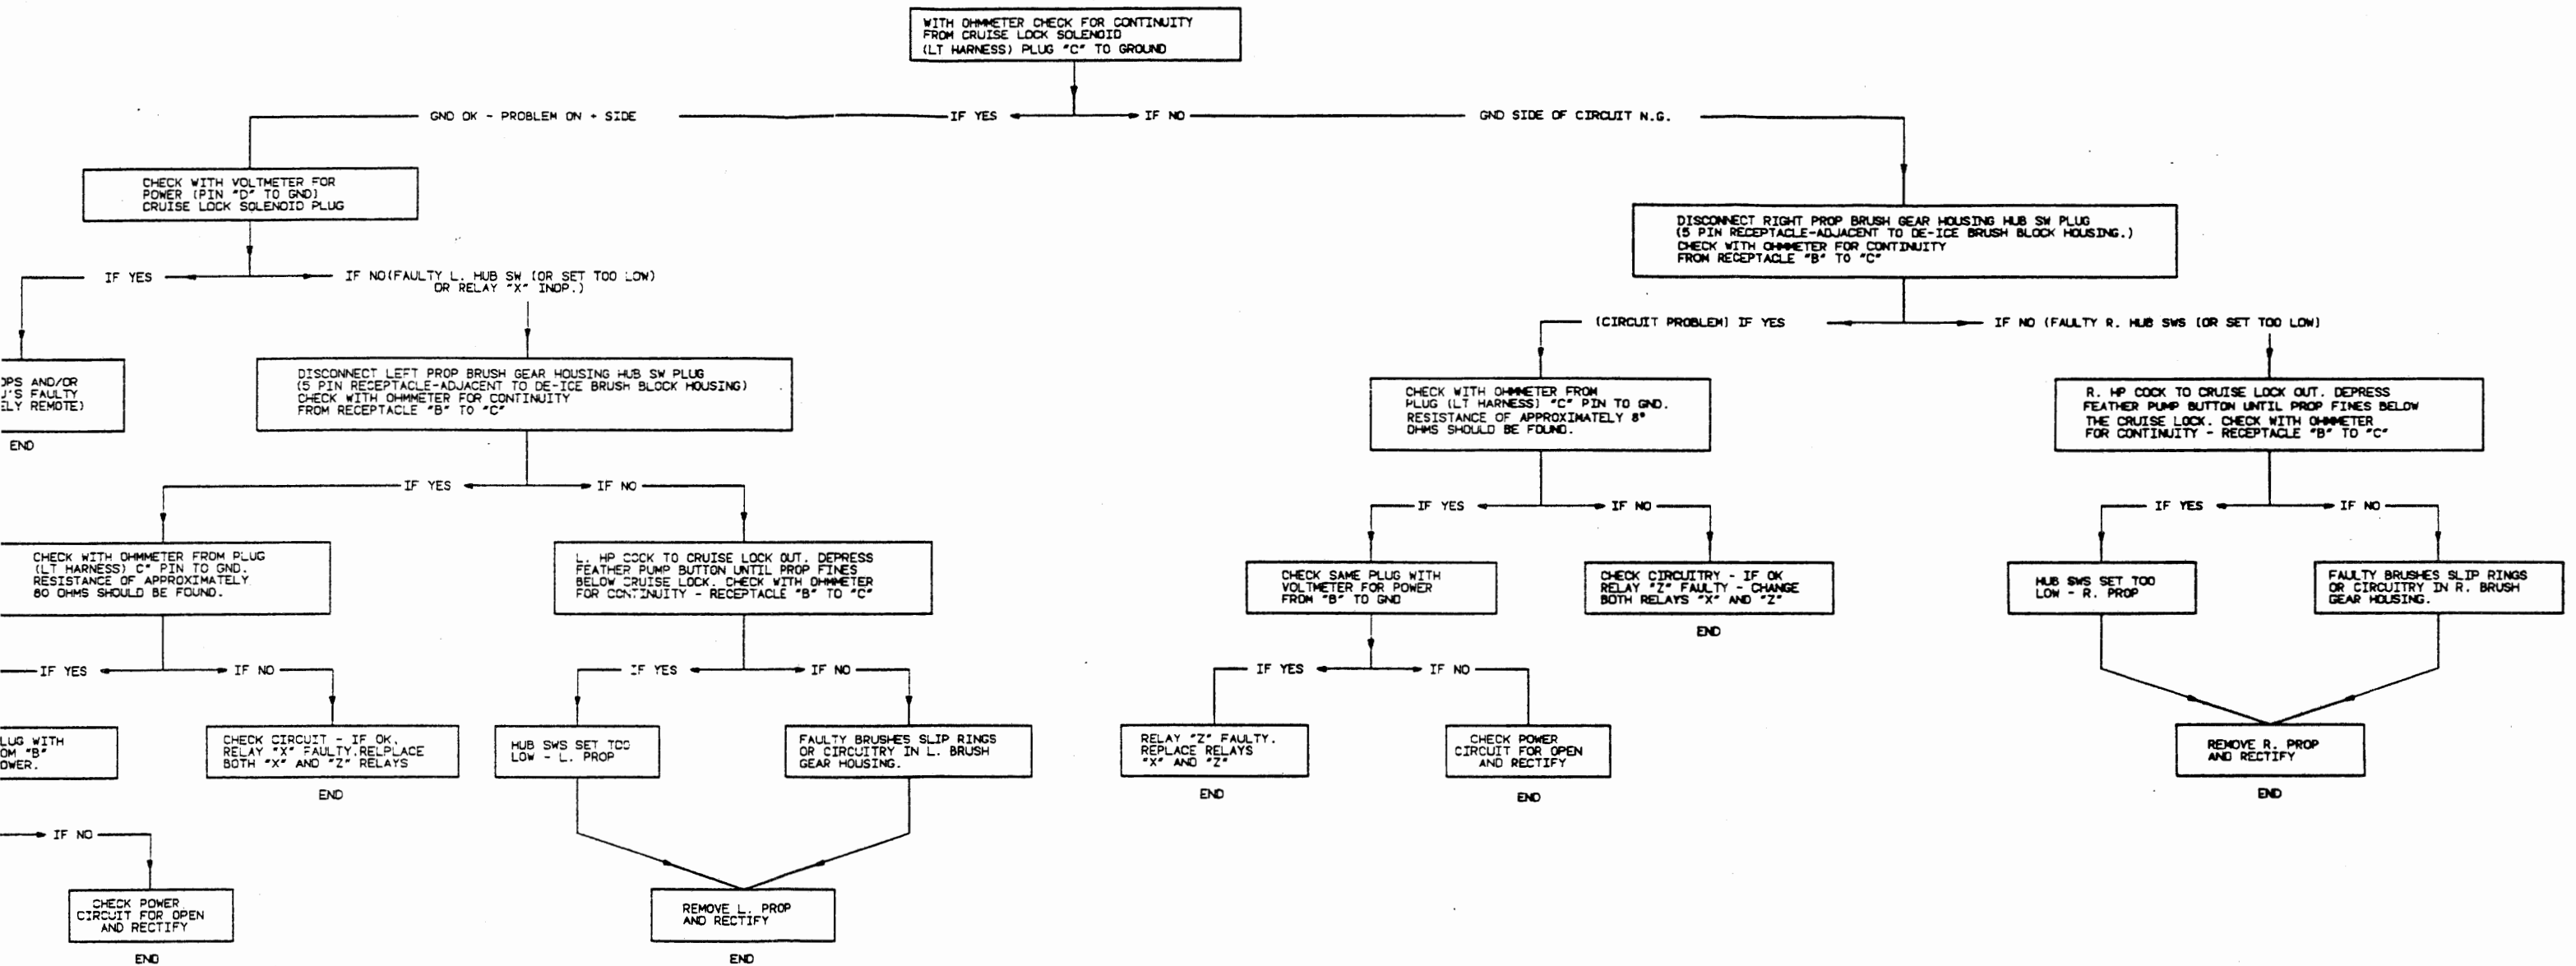 WITH OHMMETER CHECK FOR CONTINUITY
FROM CRUISE LOCK SOLENOID
(LT HARNESS) PLUG "C" TO GROUND
GND OK - PROBLEM ON + SIDE
IF YES
IF NO
GND SIDE OF CIRCUIT N.G.
CHECK WITH VOLTMETER FOR
POWER (PIN "D" TO GND)
CRUISE LOCK SOLENOID PLUG
IF YES
IF NO(FAULTY L. HUB SW (OR SET TOO LOW)
OR RELAY "X" INOP.)
DISCONNECT RIGHT PROP BRUSH GEAR HOUSING HUB SW PLUG
(5 PIN RECEPTACLE-ADJACENT TO DE-ICE BRUSH BLOCK HOUSING.)
CHECK WITH OHMMETER FOR CONTINUITY
FROM RECEPTACLE "B" TO "C"
(CIRCUIT PROBLEM) IF YES
IF NO (FAULTY R. HUB SWS (OR SET TOO LOW)
OPS AND/OR
U'S FAULTY
ELY REMOTE)
END
DISCONNECT LEFT PROP BRUSH GEAR HOUSING HUB SW PLUG
(5 PIN RECEPTACLE-ADJACENT TO DE-ICE BRUSH BLOCK HOUSING)
CHECK WITH OHMMETER FOR CONTINUITY
FROM RECEPTACLE "B" TO "C"
CHECK WITH OHMMETER FROM
PLUG (LT HARNESS) "C" PIN TO GND.
RESISTANCE OF APPROXIMATELY 8"
OHMS SHOULD BE FOUND.
R. HP COCK TO CRUISE LOCK OUT. DEPRESS
FEATHER PUMP BUTTON UNTIL PROP FINES BELOW
THE CRUISE LOCK. CHECK WITH OHMMETER
FOR CONTINUITY - RECEPTACLE "B" TO "C"
IF YES
IF NO
IF YES
IF NO
IF YES
IF NO
CHECK WITH OHMMETER FROM PLUG
(LT HARNESS) C" PIN TO GND.
RESISTANCE OF APPROXIMATELY
80 OHMS SHOULD BE FOUND.
L. HP COCK TO CRUISE LOCK OUT. DEPRESS
FEATHER PUMP BUTTON UNTIL PROP FINES
BELOW CRUISE LOCK. CHECK WITH OHMMETER
FOR CONTINUITY - RECEPTACLE "B" TO "C"
CHECK SAME PLUG WITH
VOLTMETER FOR POWER
FROM "B" TO GND
CHECK CIRCUITRY - IF OK
RELAY "Z" FAULTY - CHANGE
BOTH RELAYS "X" AND "Z"
END
HUB SWS SET TOO
LOW - R. PROP
FAULTY BRUSHES SLIP RINGS
OR CIRCUITRY IN R. BRUSH
GEAR HOUSING.
IF YES
IF NO
IF YES
IF NO
IF YES
IF NO
LUG WITH
OM "B"
OWER.
CHECK CIRCUIT - IF OK,
RELAY "X" FAULTY.RELPLACE
BOTH "X" AND "Z" RELAYS
END
HUB SWS SET TOO
LOW - L. PROP
FAULTY BRUSHES SLIP RINGS
OR CIRCUITRY IN L. BRUSH
GEAR HOUSING.
RELAY "Z" FAULTY.
REPLACE RELAYS
"X" AND "Z"
END
CHECK POWER
CIRCUIT FOR OPEN
AND RECTIFY
END
REMOVE R. PROP
AND RECTIFY
END
IF NO
CHECK POWER
CIRCUIT FOR OPEN
AND RECTIFY
END
REMOVE L. PROP
AND RECTIFY
END